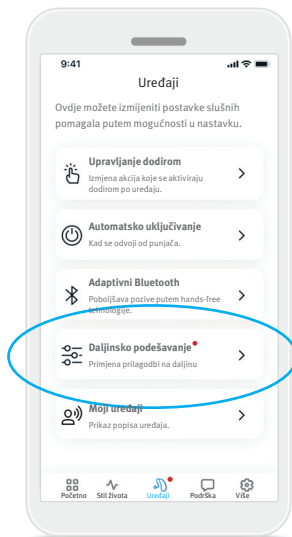 9:41
Uređaji
Ovdje možete izmijeniti postavke slušnih
pomagala putem mogućnosti u nastavku.
Upravljanje dodirom
Izmjena akcija koje se aktiviraju
dodirom po uređaju.
Automatsko uključivanje
Kad se odvoji od punjača.
Adaptivni Bluetooth
Poboljšava pozive putem hands-free
tehnologije.
Daljinsko podešavanje
Primjena prilagodbi na daljinu
Moji uređaji
Prikaz popisa uređaja.
Početno Stil života Uređaji Podrška Više